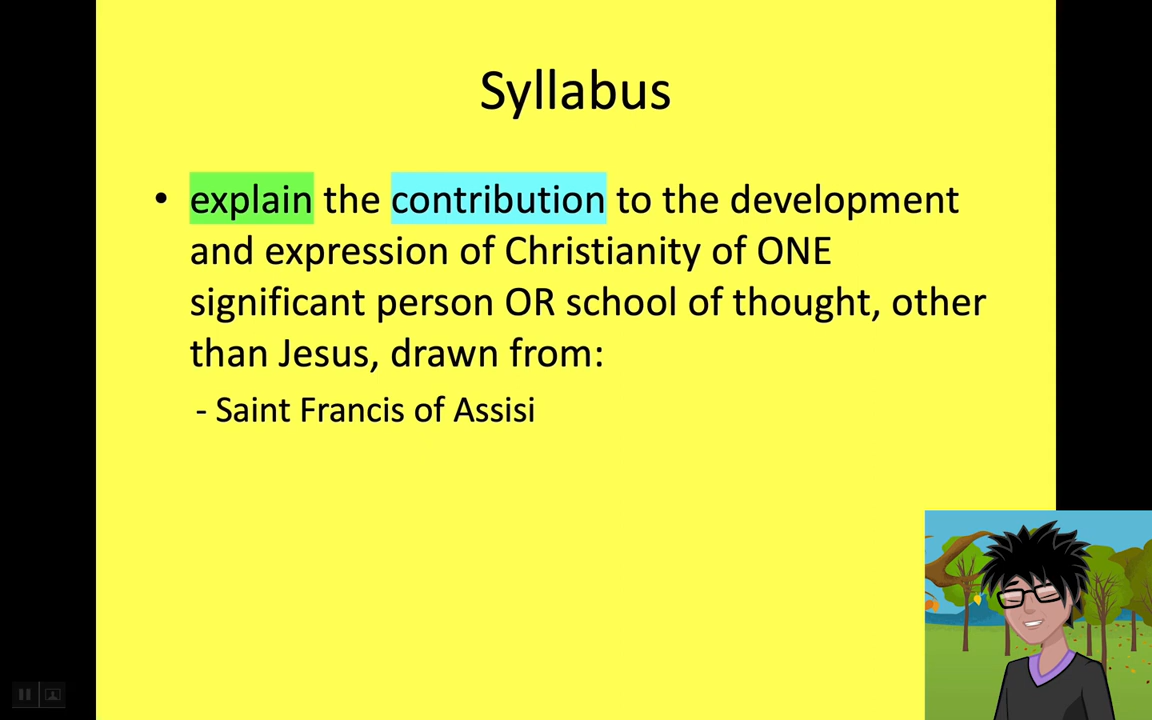 Syllabus
• explain the contribution to the development
and expression of Christianity of ONE
significant person OR school of thought, other
than Jesus, drawn from:
- Saint Francis of Assisi